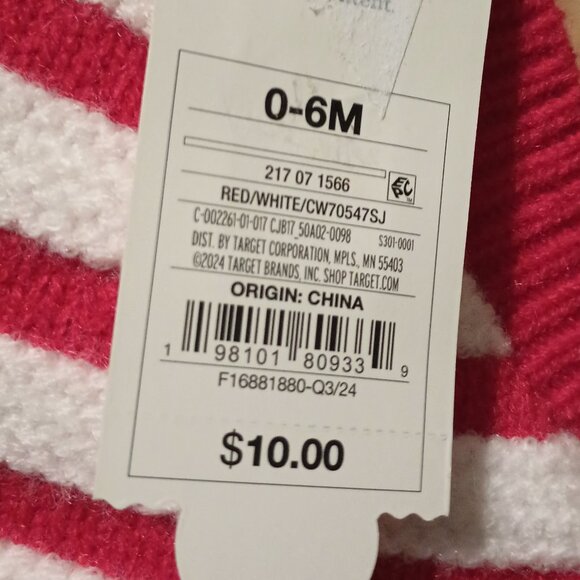 0-6M
217 07 1566
EPC
RED/WHITE/CW70547SJ
C-002261-01-017 CJB17_50A02-0098 S301-0001
DIST. BY TARGET CORPORATION, MPLS., MN 55403
©2024 TARGET BRANDS, INC. SHOP TARGET.COM
ORIGIN: CHINA
1 98101 80933 9
F16881880-Q3/24
$10.00